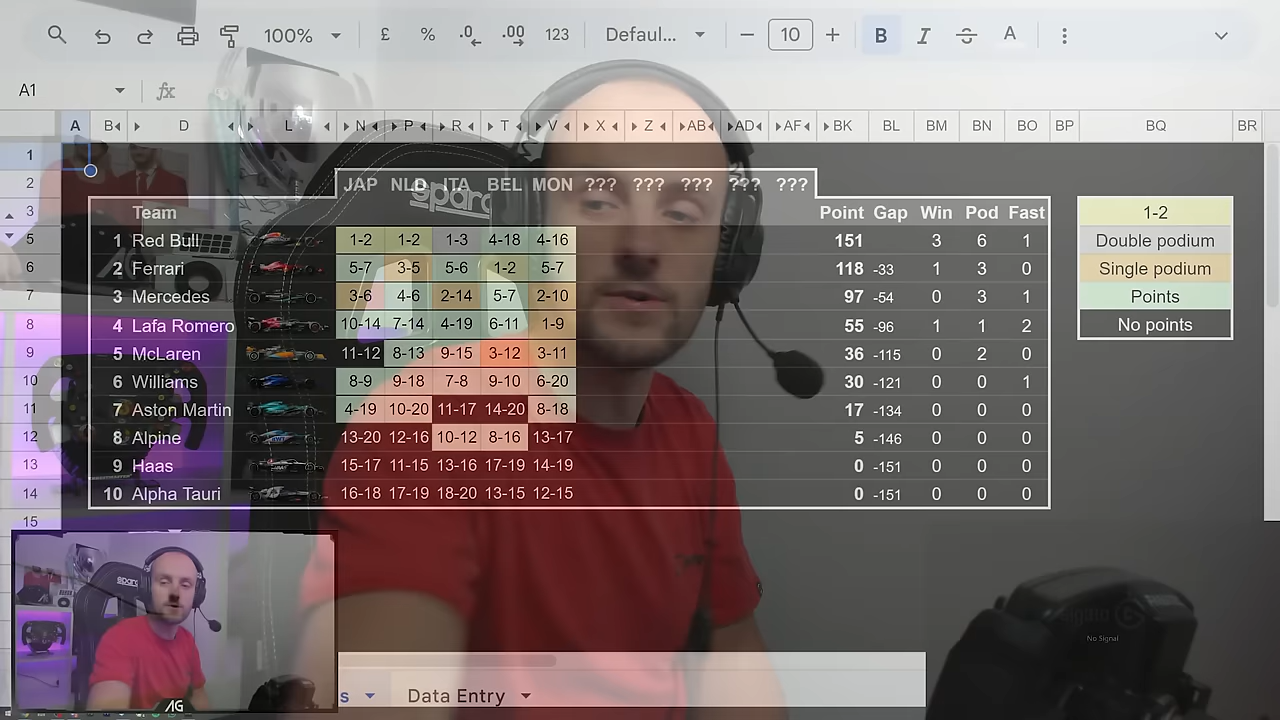 100% £ % .0 .00 123 Defaul... 10 B I A
A1 fx
A B D L N P R T V X Z AB AD AF BK BL BM BN BO BP BQ BR
1
2 JAP NLD ITA BEL MON ??? ??? ??? ??? ???
3 Team Point Gap Win Pod Fast 1-2
5 1 Red Bull 1-2 1-2 1-3 4-18 4-16 151 3 6 1 Double podium
6 2 Ferrari 5-7 3-5 5-6 1-2 5-7 118 -33 1 3 0 Single podium
7 3 Mercedes 3-6 4-6 2-14 5-7 2-10 97 -54 0 3 1 Points
8 4 Lafa Romero 10-14 7-14 4-19 6-11 1-9 55 -96 1 1 2 No points
9 5 McLaren 11-12 8-13 9-15 3-12 3-11 36 -115 0 2 0
10 6 Williams 8-9 9-18 7-8 9-10 6-20 30 -121 0 0 1
11 7 Aston Martin 4-19 10-20 11-17 14-20 8-18 17 -134 0 0 0
12 8 Alpine 13-20 12-16 10-12 8-16 13-17 5 -146 0 0 0
13 9 Haas 15-17 11-15 13-16 17-19 14-19 0 -151 0 0 0
14 10 Alpha Tauri 16-18 17-19 18-20 13-15 12-15 0 -151 0 0 0
15
sparc
sparc
AG
No Signal
s Data Entry